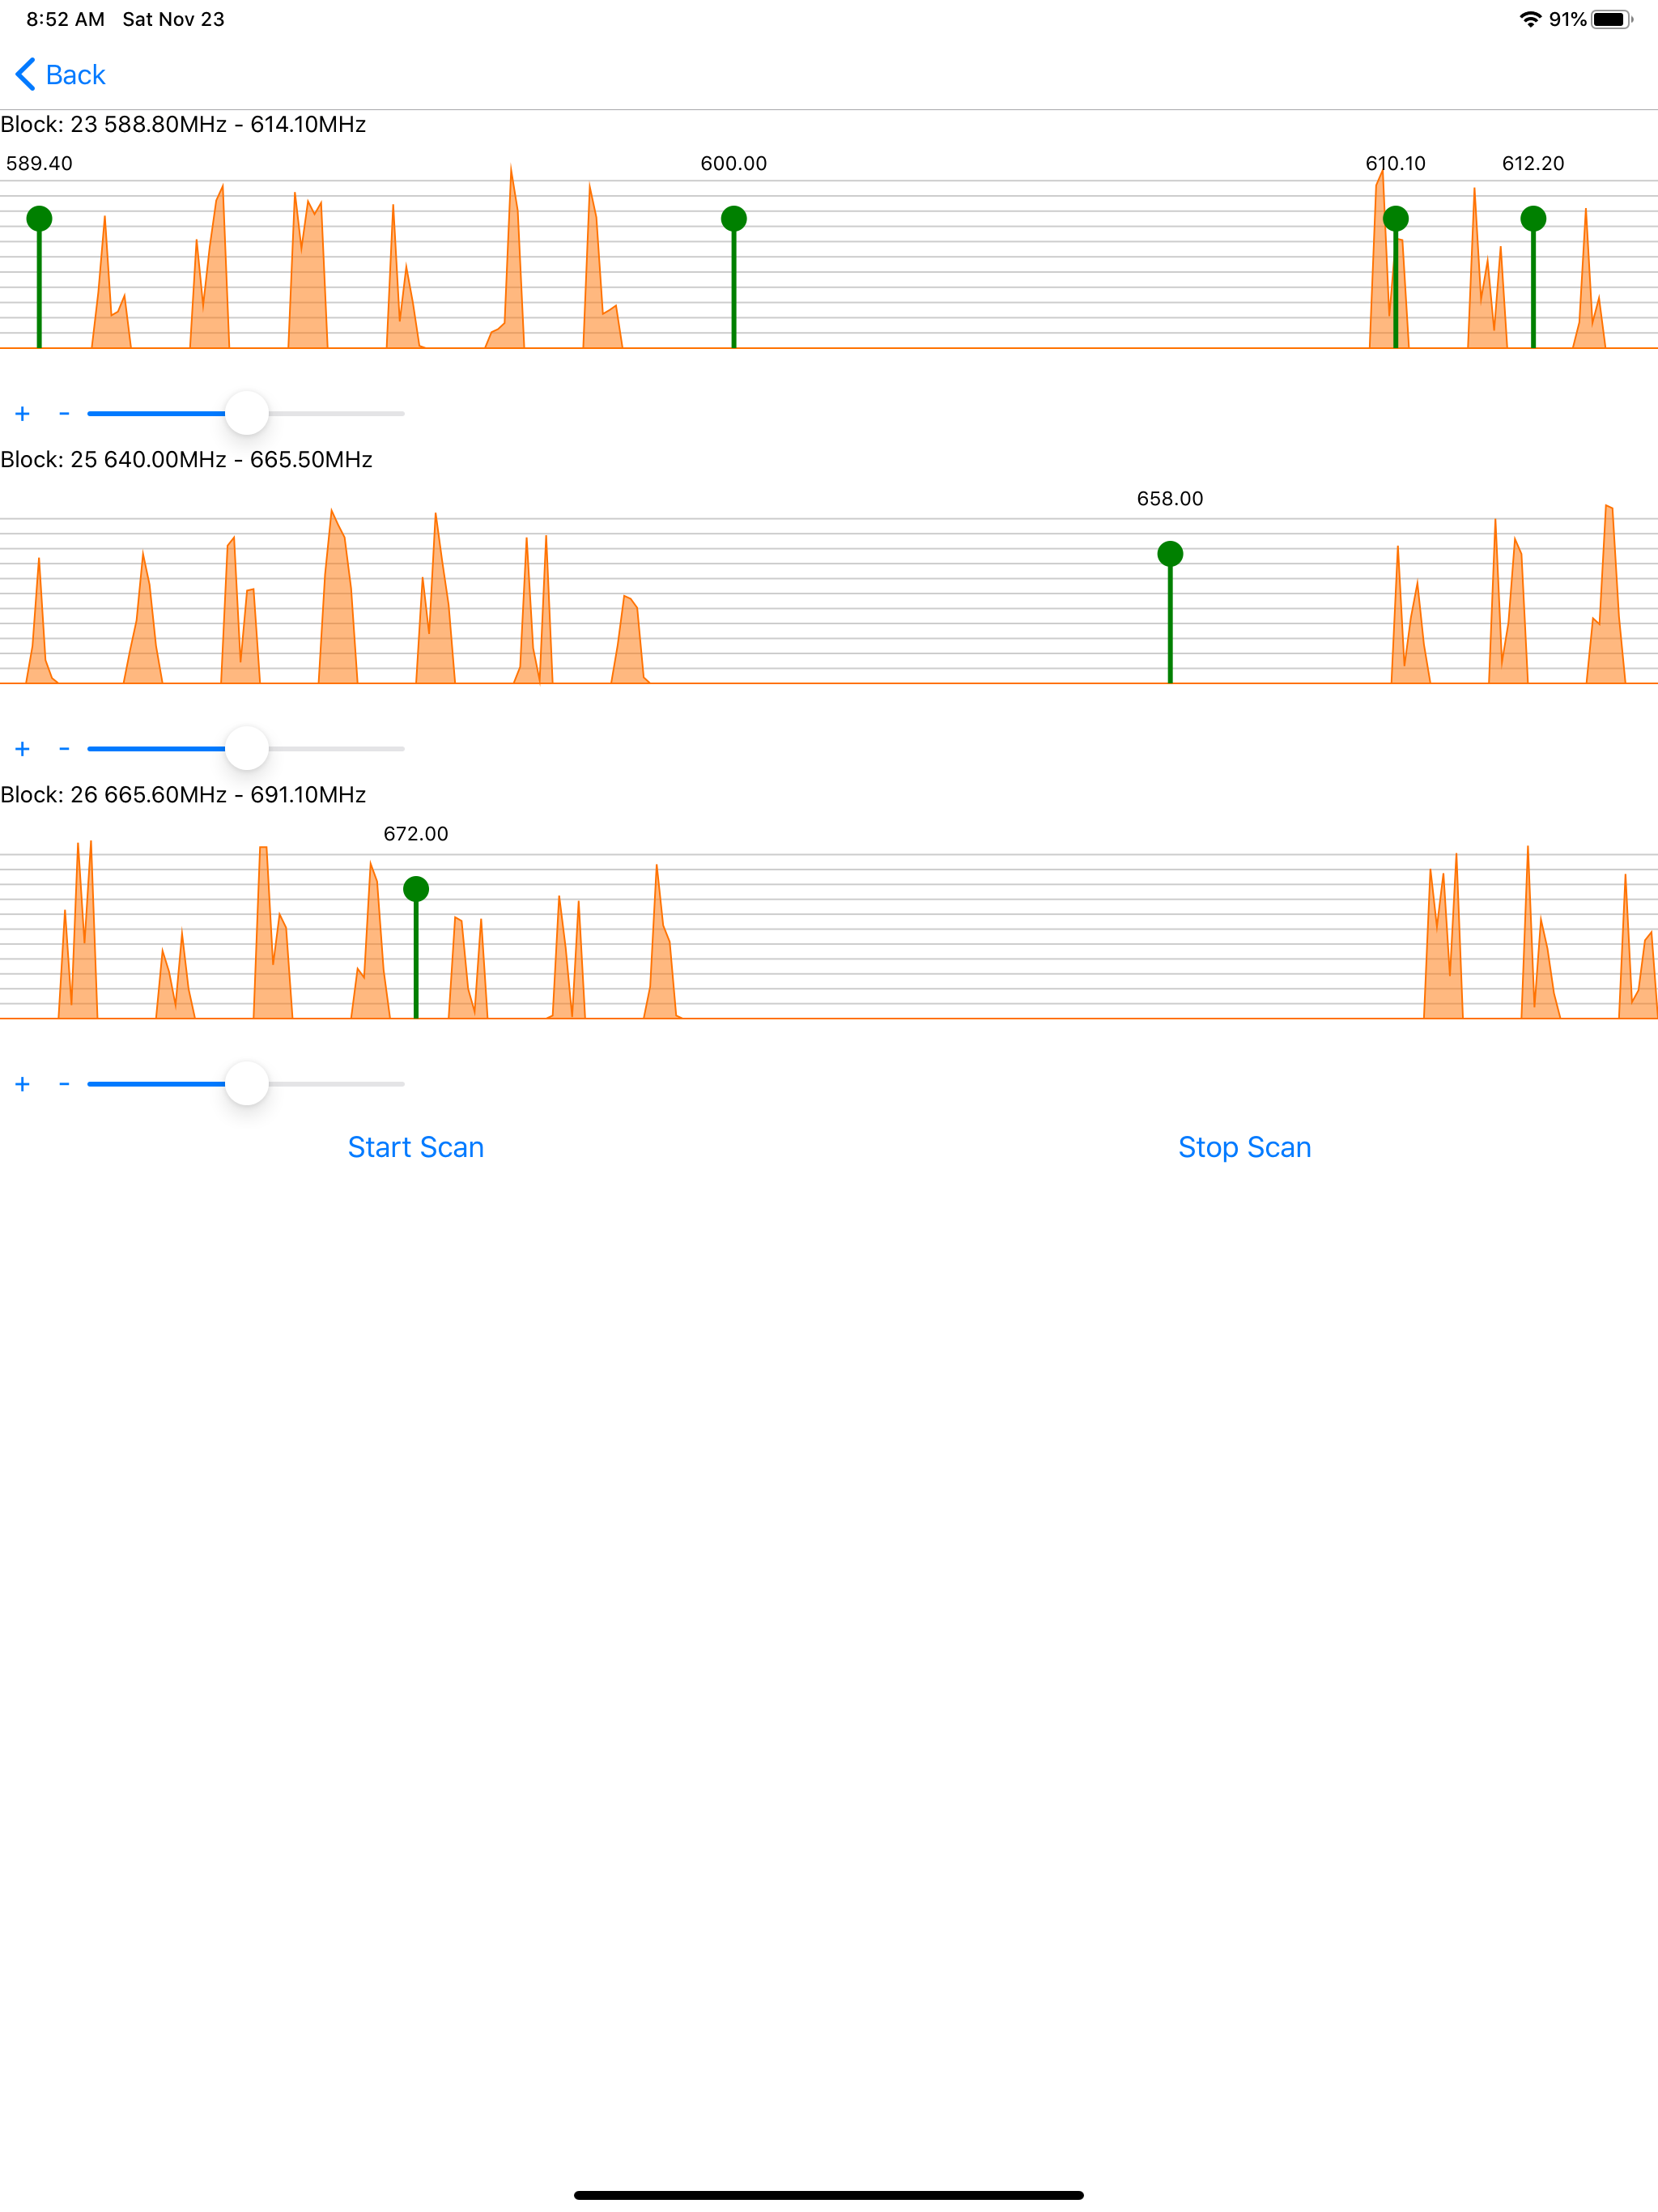 8:52 AM Sat Nov 23 91%
Back
Block: 23 588.80MHz - 614.10MHz
589.40 600.00 610.10 612.20
+ -
Block: 25 640.00MHz - 665.50MHz
658.00
+ -
Block: 26 665.60MHz - 691.10MHz
672.00
+ -
Start Scan Stop Scan